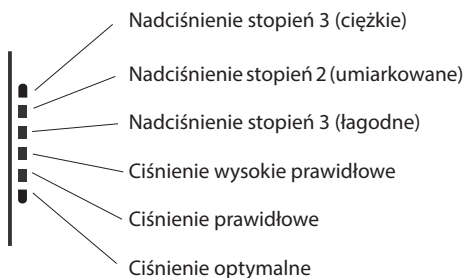 Nadciśnienie stopień 3 (ciężkie)
Nadciśnienie stopień 2 (umiarkowane)
Nadciśnienie stopień 3 (łagodne)
Ciśnienie wysokie prawidłowe
Ciśnienie prawidłowe
Ciśnienie optymalne